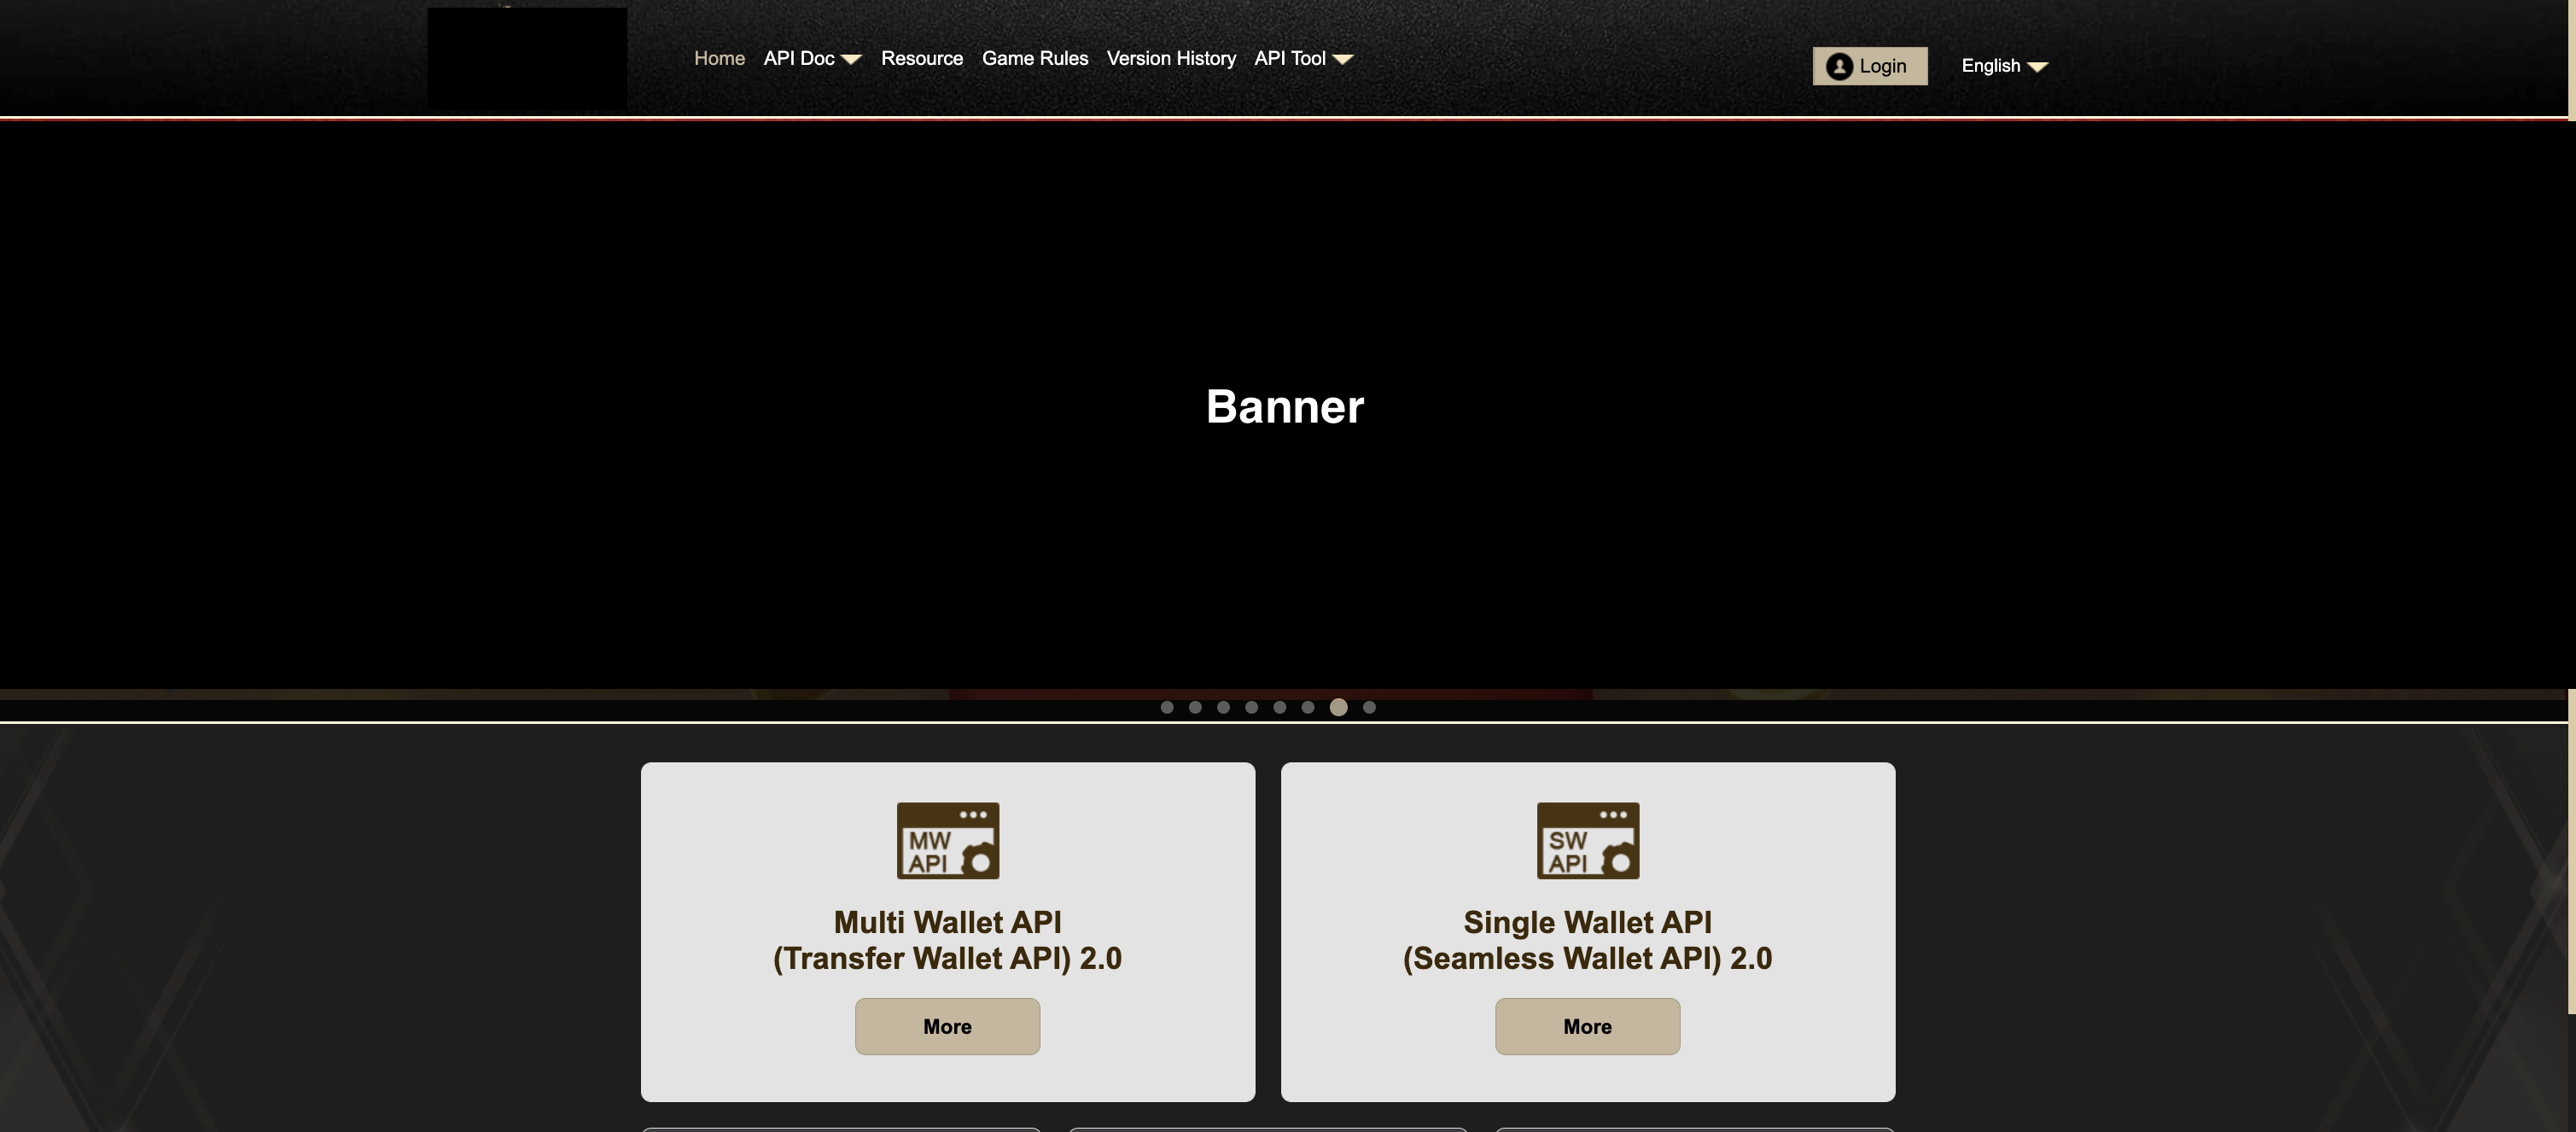 Home API Doc Resource Game Rules Version History API Tool Login English
Banner
MW
API
Multi Wallet API
(Transfer Wallet API) 2.0
More
SW
API
Single Wallet API
(Seamless Wallet API) 2.0
More